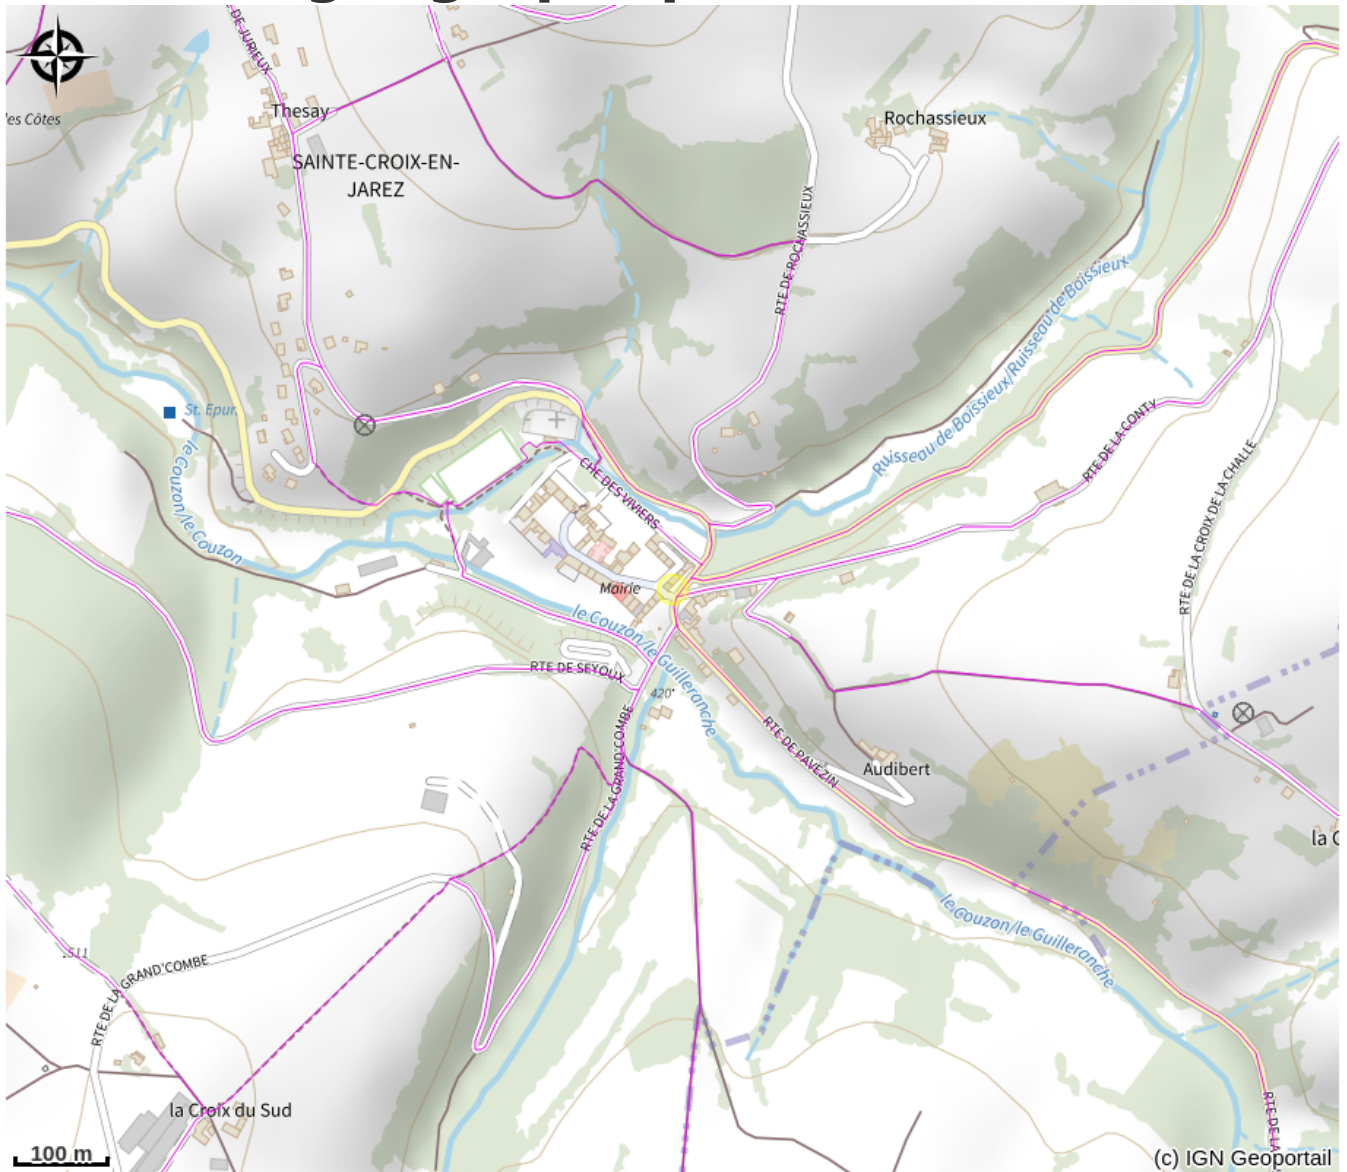 DE JURIEUX
Thesay
Rochassieux
les Côtes
SAINTE-CROIX-EN-
JAREZ
RTE DE ROCHASSIEUX
Ruisseau de Boissieux/Ruisseau de Boissieux
St. Epur.
RTE DE LA CONTY
le Couzon/le Couzon
CHE DES VIVIERS
RTE DE LA CROIX DE LA CHALLE
Mairie
le Couzon/le Guilleranche
RTE DE SEYOUX
420
RTE DE LA GRAND'COMBE
RTE DE PAVEZIN
Audibert
la C
le Couzon/le Guilleranche
511
RTE DE LA GRAND'COMBE
la Croix du Sud
RTE DE LA
100 m
(c) IGN Geoportail